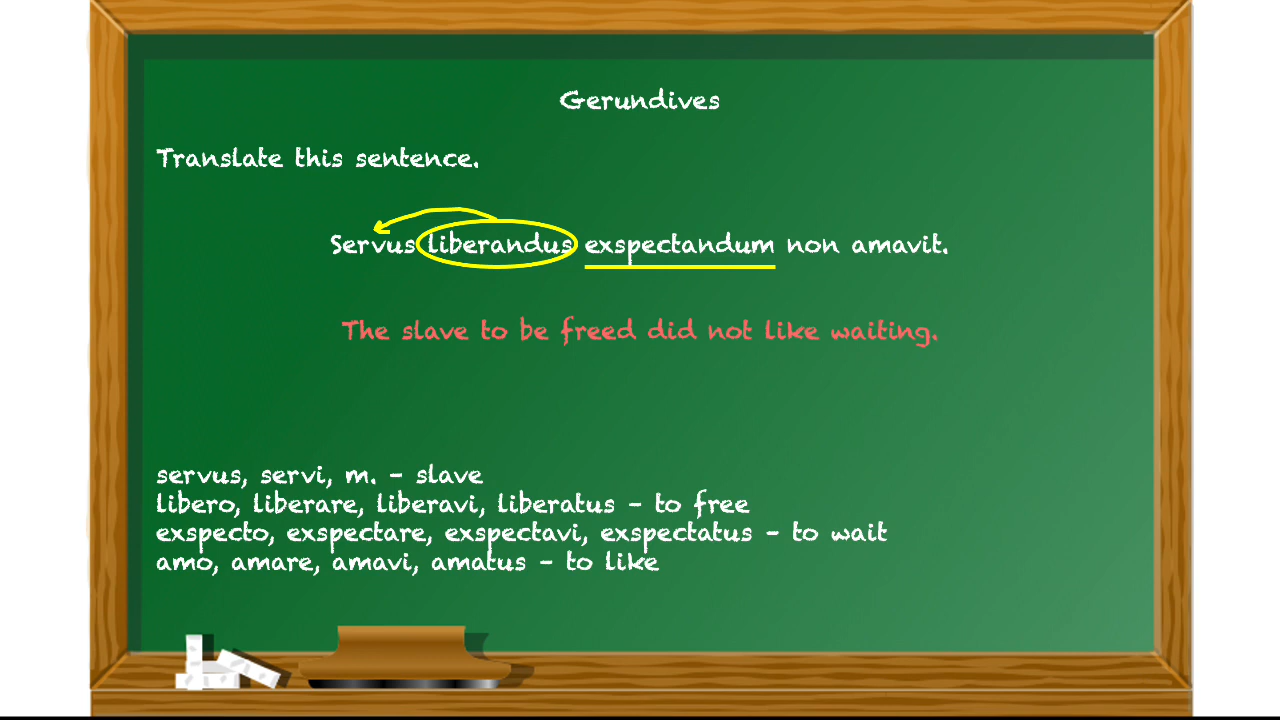 Gerundives
Translate this sentence.
Servus liberandus exspectandum non amavit.
The slave to be freed did not like waiting.
servus, servi, m. - slave
libero, liberare, liberavi, liberatus - to free
exspecto, exspectare, exspectavi, exspectatus - to wait
amo, amare, amavi, amatus - to like